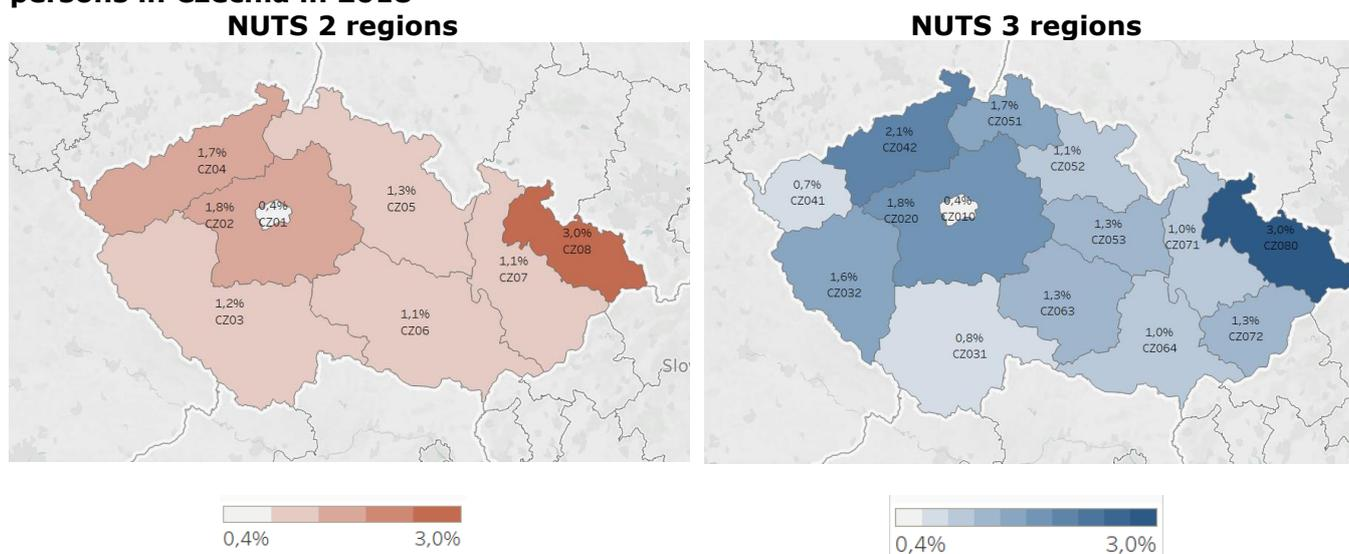 persons in Czechia in 2018
NUTS 2 regions
1,7%
CZ04
1,8%
CZ02
0,4%
CZ01
1,3%
CZ05
3,0%
CZ08
1,1%
CZ07
1,2%
CZ03
1,1%
CZ06
Slov
0,4%
3,0%
NUTS 3 regions
1,7%
CZ051
2,1%
CZ042
1,1%
CZ052
0,7%
CZ041
1,8%
CZ020
0,4%
CZ010
1,3%
CZ053
1,0%
CZ071
3,0%
CZ080
1,6%
CZ032
1,3%
CZ063
0,8%
CZ031
1,0%
CZ064
1,3%
CZ072
0,4%
3,0%